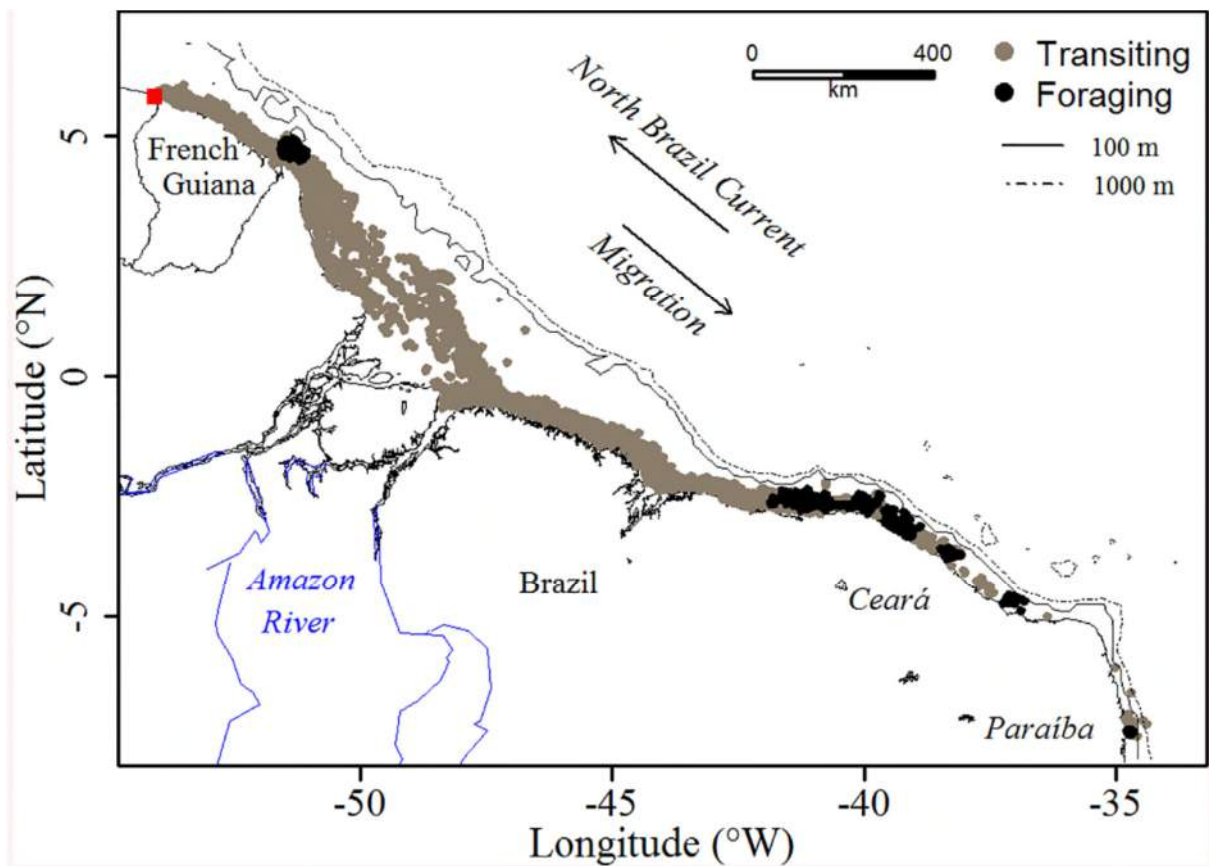 0 400
km
Transiting
Foraging
100 m
1000 m
North Brazil Current
Migration
French
Guiana
Amazon
River
Brazil
Ceará
Paraíba
5
0
-5
Latitude (°N)
-50 -45 -40 -35
Longitude (°W)